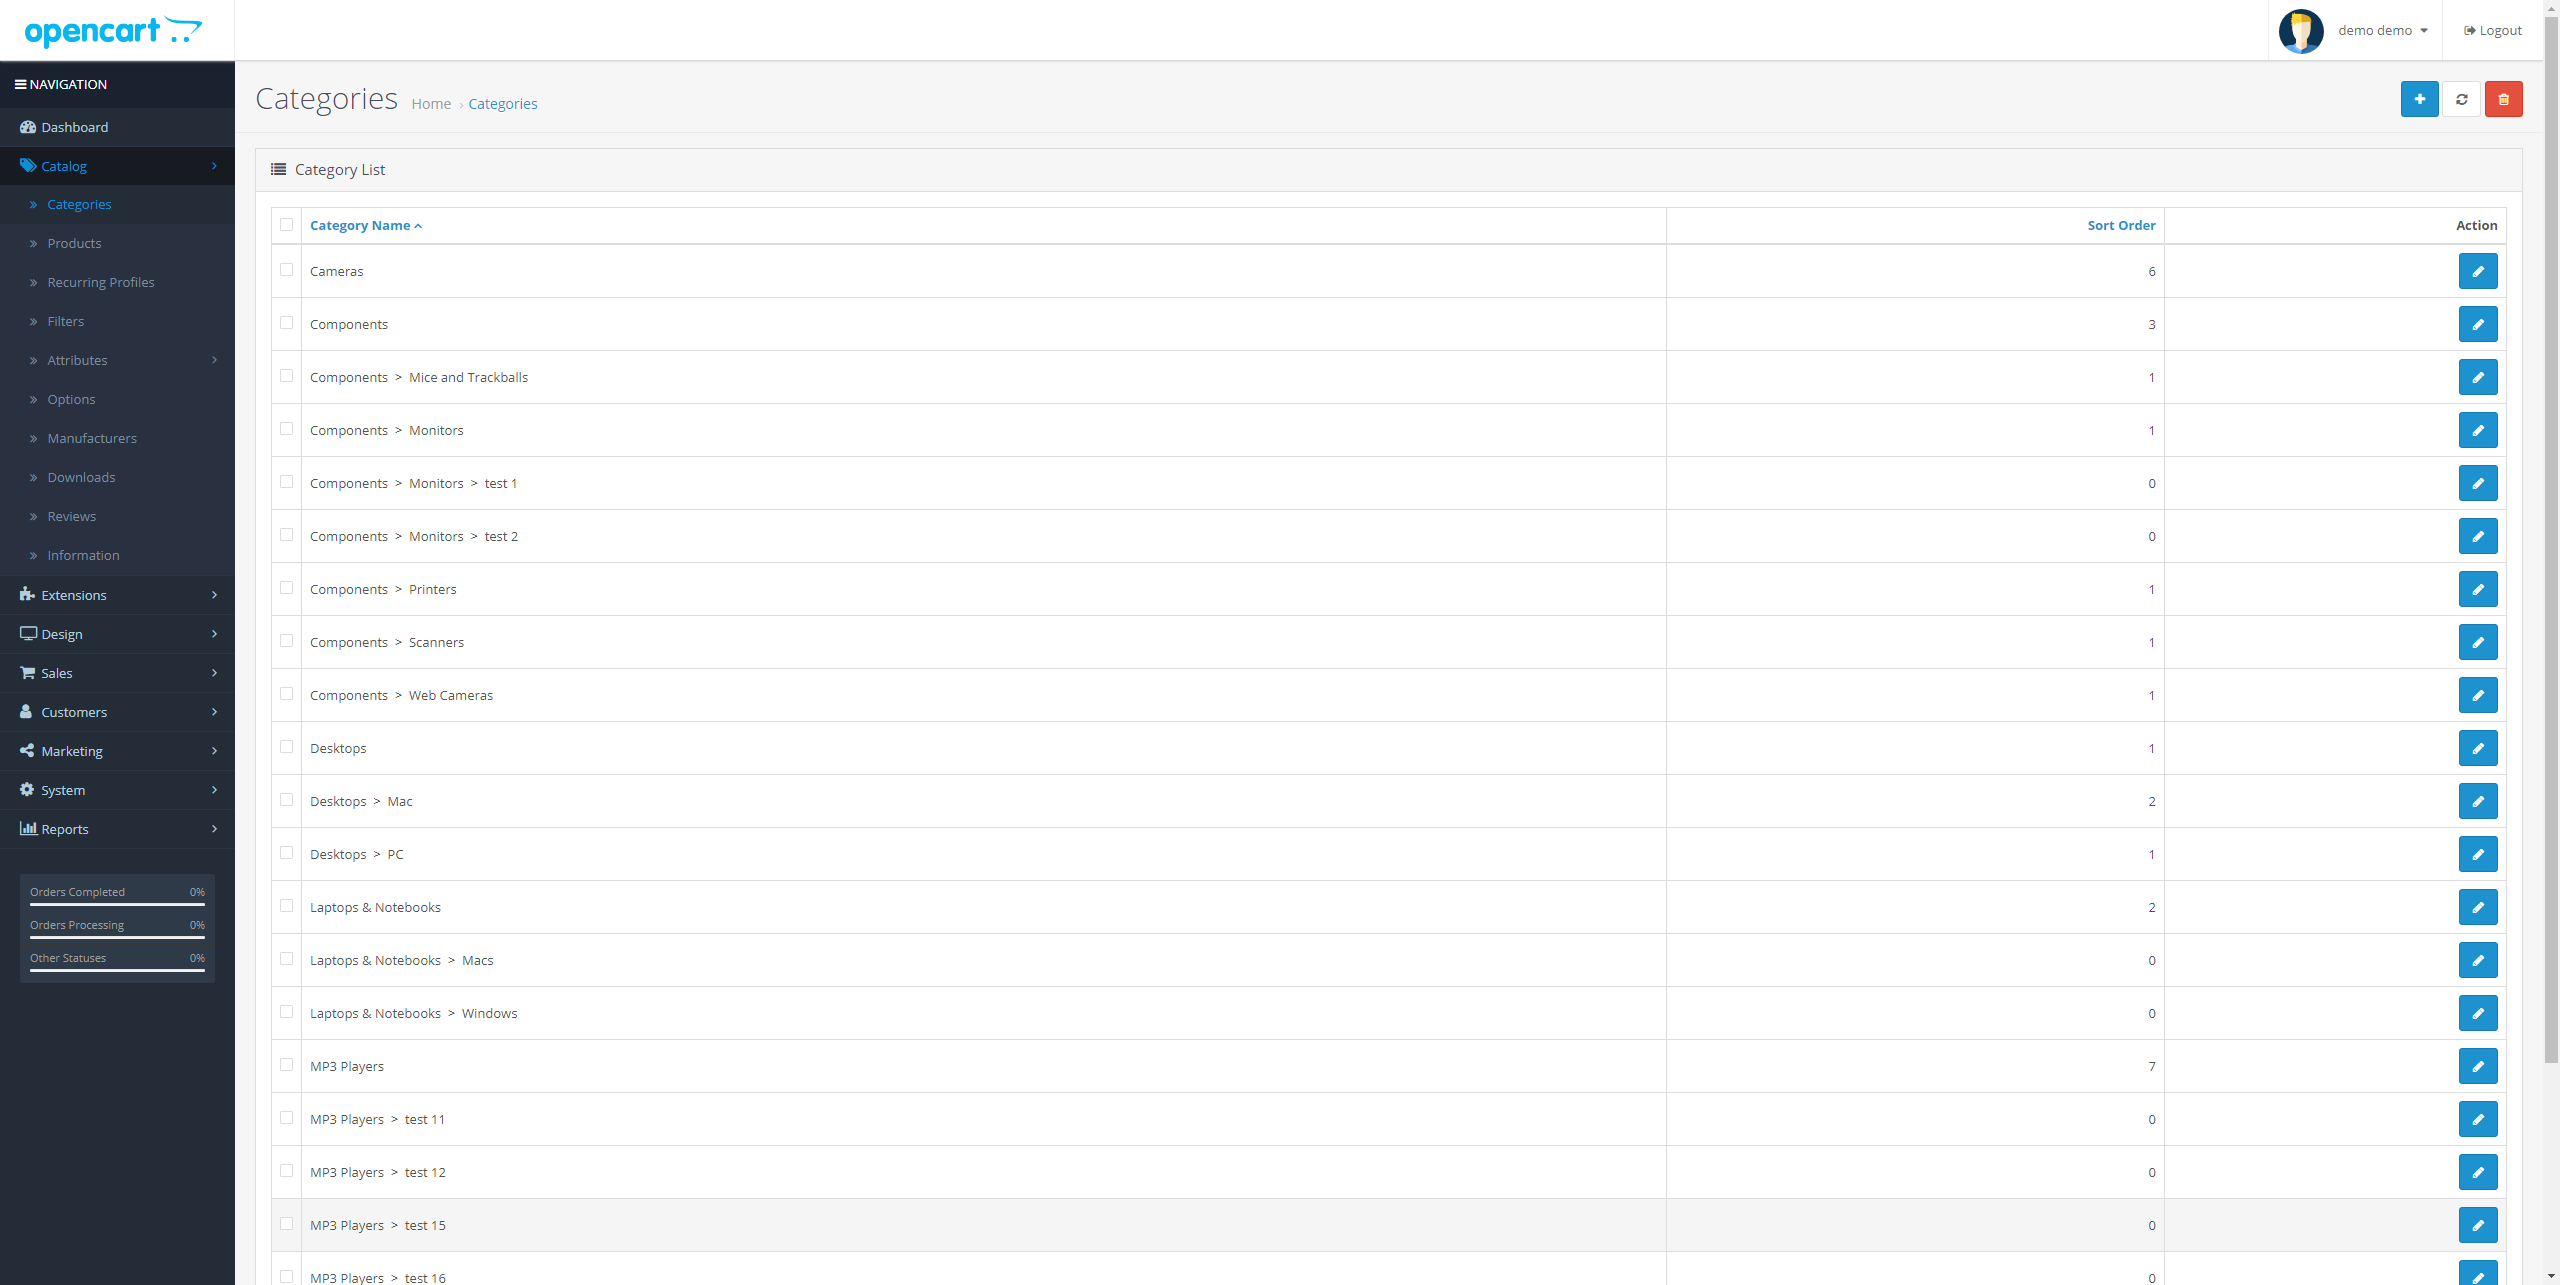 opencart
demo demo
Logout
NAVIGATION
Dashboard
Catalog
Categories
Products
Recurring Profiles
Filters
Attributes
Options
Manufacturers
Downloads
Reviews
Information
Extensions
Design
Sales
Customers
Marketing
System
Reports
Orders Completed 0%
Orders Processing 0%
Other Statuses 0%
Categories Home › Categories
Category List
Category Name Sort Order Action
Cameras 6
Components 3
Components > Mice and Trackballs 1
Components > Monitors 1
Components > Monitors > test 1 0
Components > Monitors > test 2 0
Components > Printers 1
Components > Scanners 1
Components > Web Cameras 1
Desktops 1
Desktops > Mac 2
Desktops > PC 1
Laptops & Notebooks 2
Laptops & Notebooks > Macs 0
Laptops & Notebooks > Windows 0
MP3 Players 7
MP3 Players > test 11 0
MP3 Players > test 12 0
MP3 Players > test 15 0
MP3 Players > test 16 0